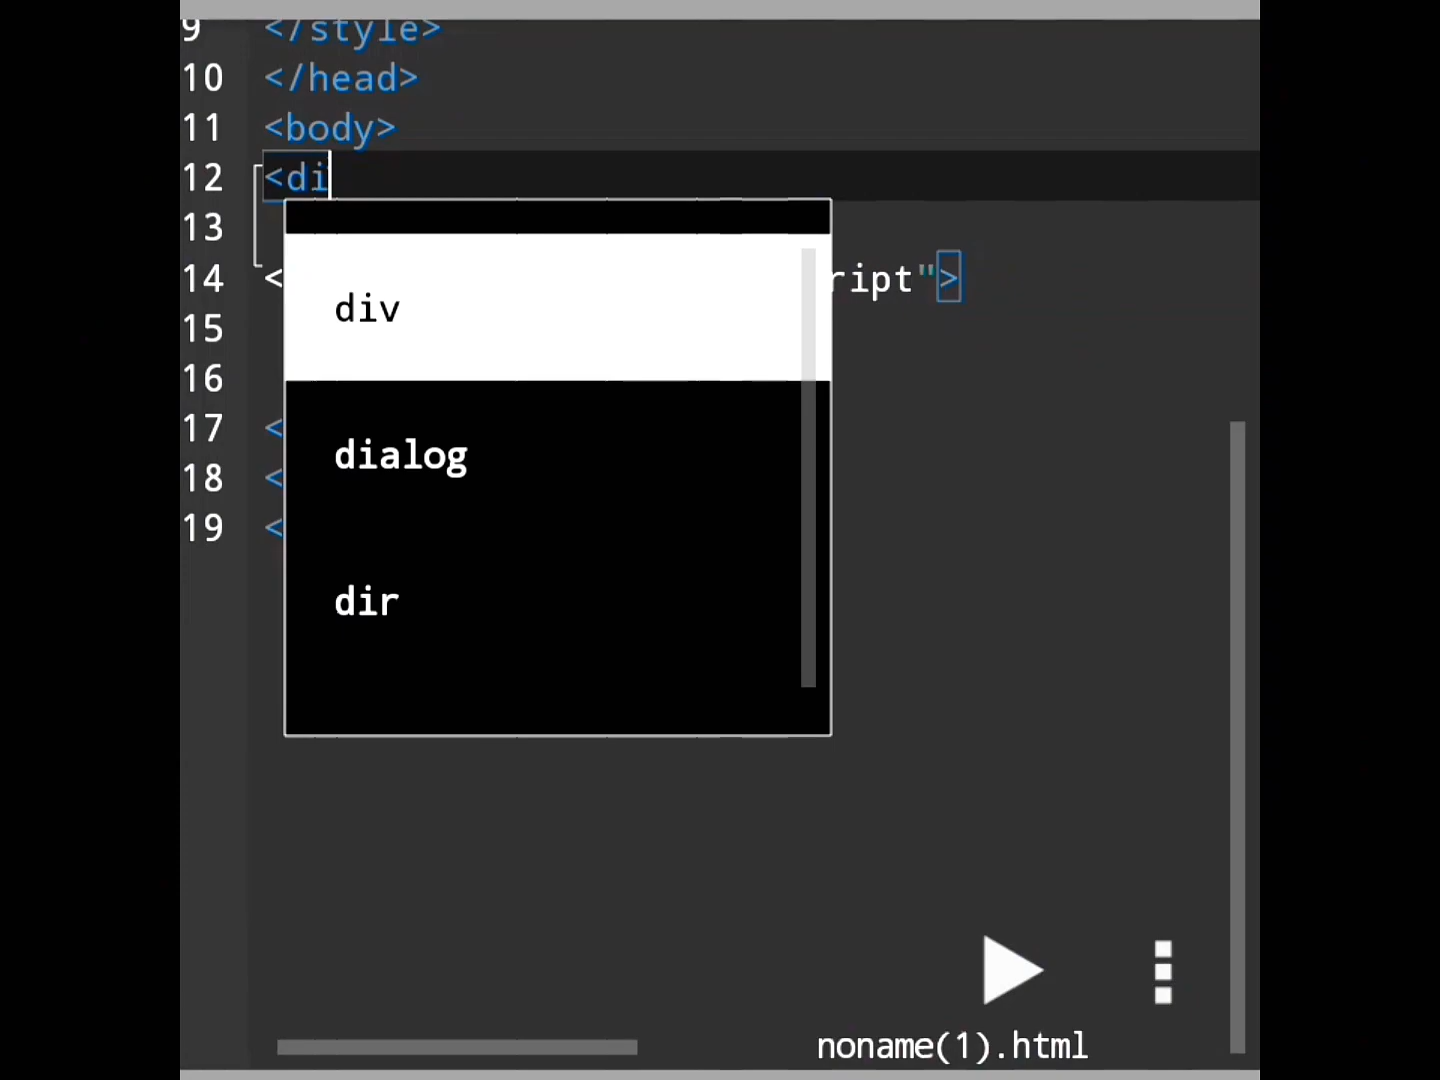 9 </style>
10 </head>
11 <body>
12 <di
13
14 < ript">
15
16
17 <
18 <
19 <
div
dialog
dir
noname(1).html